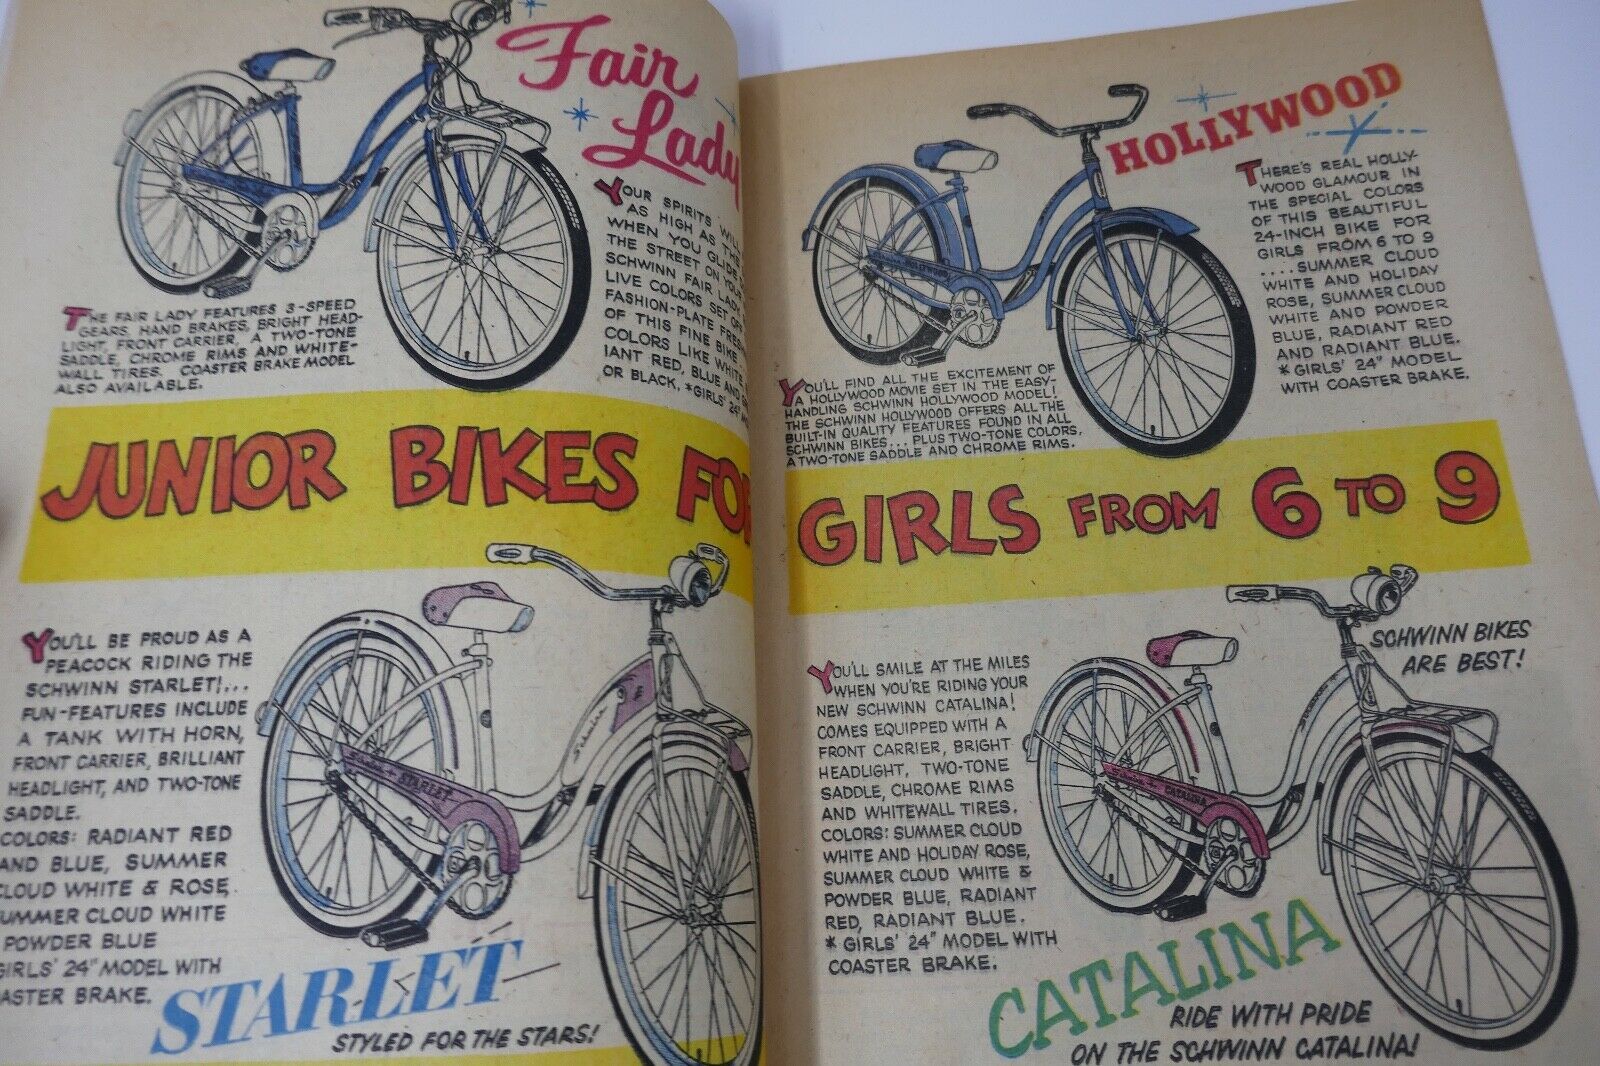 Fair
Lady
YOUR SPIRITS WILL
AS HIGH AS THE
WHEN YOU GLIDE
THE STREET ON YOUR
SCHWINN FAIR LADY
LIVE COLORS SET OFF
FASHION-PLATE
OF THIS FINE BIKE
COLORS LIKE WHITE
IANT RED, BLUE AND
OR BLACK. *GIRLS' 24"
THE FAIR LADY FEATURES 3-SPEED
GEARS, HAND BRAKES, BRIGHT HEAD-
LIGHT, FRONT CARRIER, A TWO-TONE
SADDLE, CHROME RIMS AND WHITE-
WALL TIRES. COASTER BRAKE MODEL
ALSO AVAILABLE.
HOLLYWOOD
THERE'S REAL HOLLY-
WOOD GLAMOUR IN
THE SPECIAL COLORS
OF THIS BEAUTIFUL
24-INCH BIKE FOR
GIRLS FROM 6 TO 9
....SUMMER CLOUD
WHITE AND HOLIDAY
ROSE, SUMMER CLOUD
WHITE AND POWDER
BLUE, RADIANT RED
AND RADIANT BLUE.
* GIRLS' 24" MODEL
WITH COASTER BRAKE.
Schwinn HOLLYWOOD
YOU'LL FIND ALL THE EXCITEMENT OF
A HOLLYWOOD MOVIE SET IN THE EASY-
HANDLING SCHWINN HOLLYWOOD MODEL!
THE SCHWINN HOLLYWOOD OFFERS ALL THE
BUILT-IN QUALITY FEATURES FOUND IN ALL
SCHWINN BIKES... PLUS TWO-TONE COLORS,
A TWO-TONE SADDLE AND CHROME RIMS.
JUNIOR BIKES FOR GIRLS FROM 6 TO 9
YOU'LL BE PROUD AS A
PEACOCK RIDING THE
SCHWINN STARLET!...
FUN-FEATURES INCLUDE
A TANK WITH HORN,
FRONT CARRIER, BRILLIANT
HEADLIGHT, AND TWO-TONE
SADDLE.
COLORS: RADIANT RED
AND BLUE, SUMMER
CLOUD WHITE & ROSE,
SUMMER CLOUD WHITE
POWDER BLUE
GIRLS' 24" MODEL WITH
COASTER BRAKE.
Schwinn
Schwinn STARLET
STARLET
STYLED FOR THE STARS!
YOU'LL SMILE AT THE MILES
WHEN YOU'RE RIDING YOUR
NEW SCHWINN CATALINA!
COMES EQUIPPED WITH A
FRONT CARRIER, BRIGHT
HEADLIGHT, TWO-TONE
SADDLE, CHROME RIMS
AND WHITEWALL TIRES.
COLORS: SUMMER CLOUD
WHITE AND HOLIDAY ROSE,
SUMMER CLOUD WHITE &
POWDER BLUE, RADIANT
RED, RADIANT BLUE.
* GIRLS' 24" MODEL WITH
COASTER BRAKE.
SCHWINN BIKES
ARE BEST!
Schwinn CATALINA
CATALINA
RIDE WITH PRIDE
ON THE SCHWINN CATALINA!